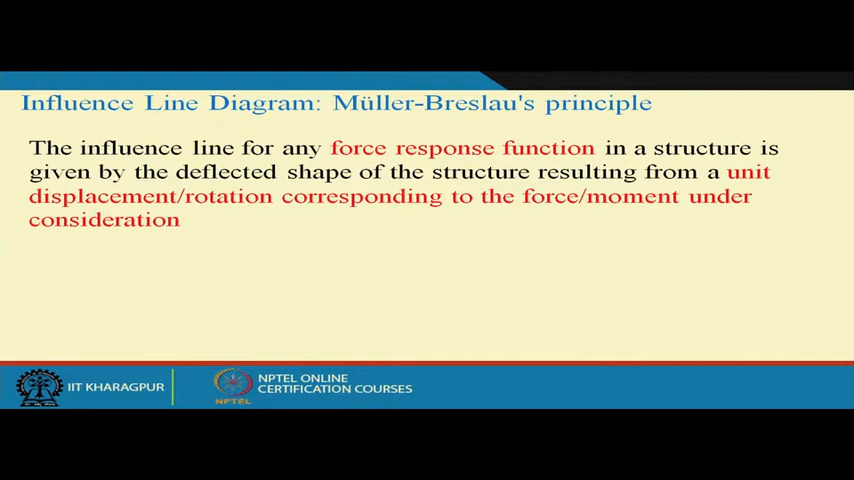 Influence Line Diagram: Müller-Breslau's principle
The influence line for any force response function in a structure is
given by the deflected shape of the structure resulting from a unit
displacement/rotation corresponding to the force/moment under
consideration
IIT KHARAGPUR
NPTEL ONLINE
CERTIFICATION COURSES
NPTEL